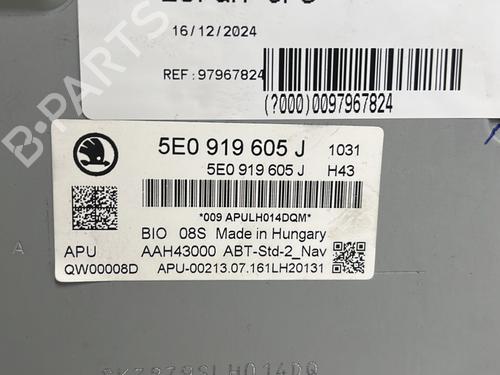 16/12/2024
REF: 97967824
(?000)0097967824
B-PARTS
5E0 919 605 J 1031
5E0 919 605 J H43
*009 APULH014DQM*
BIO 08S Made in Hungary
APU AAH43000 ABT-Std-2_Nav
QW00008D APU-00213.07.161LH20131
A